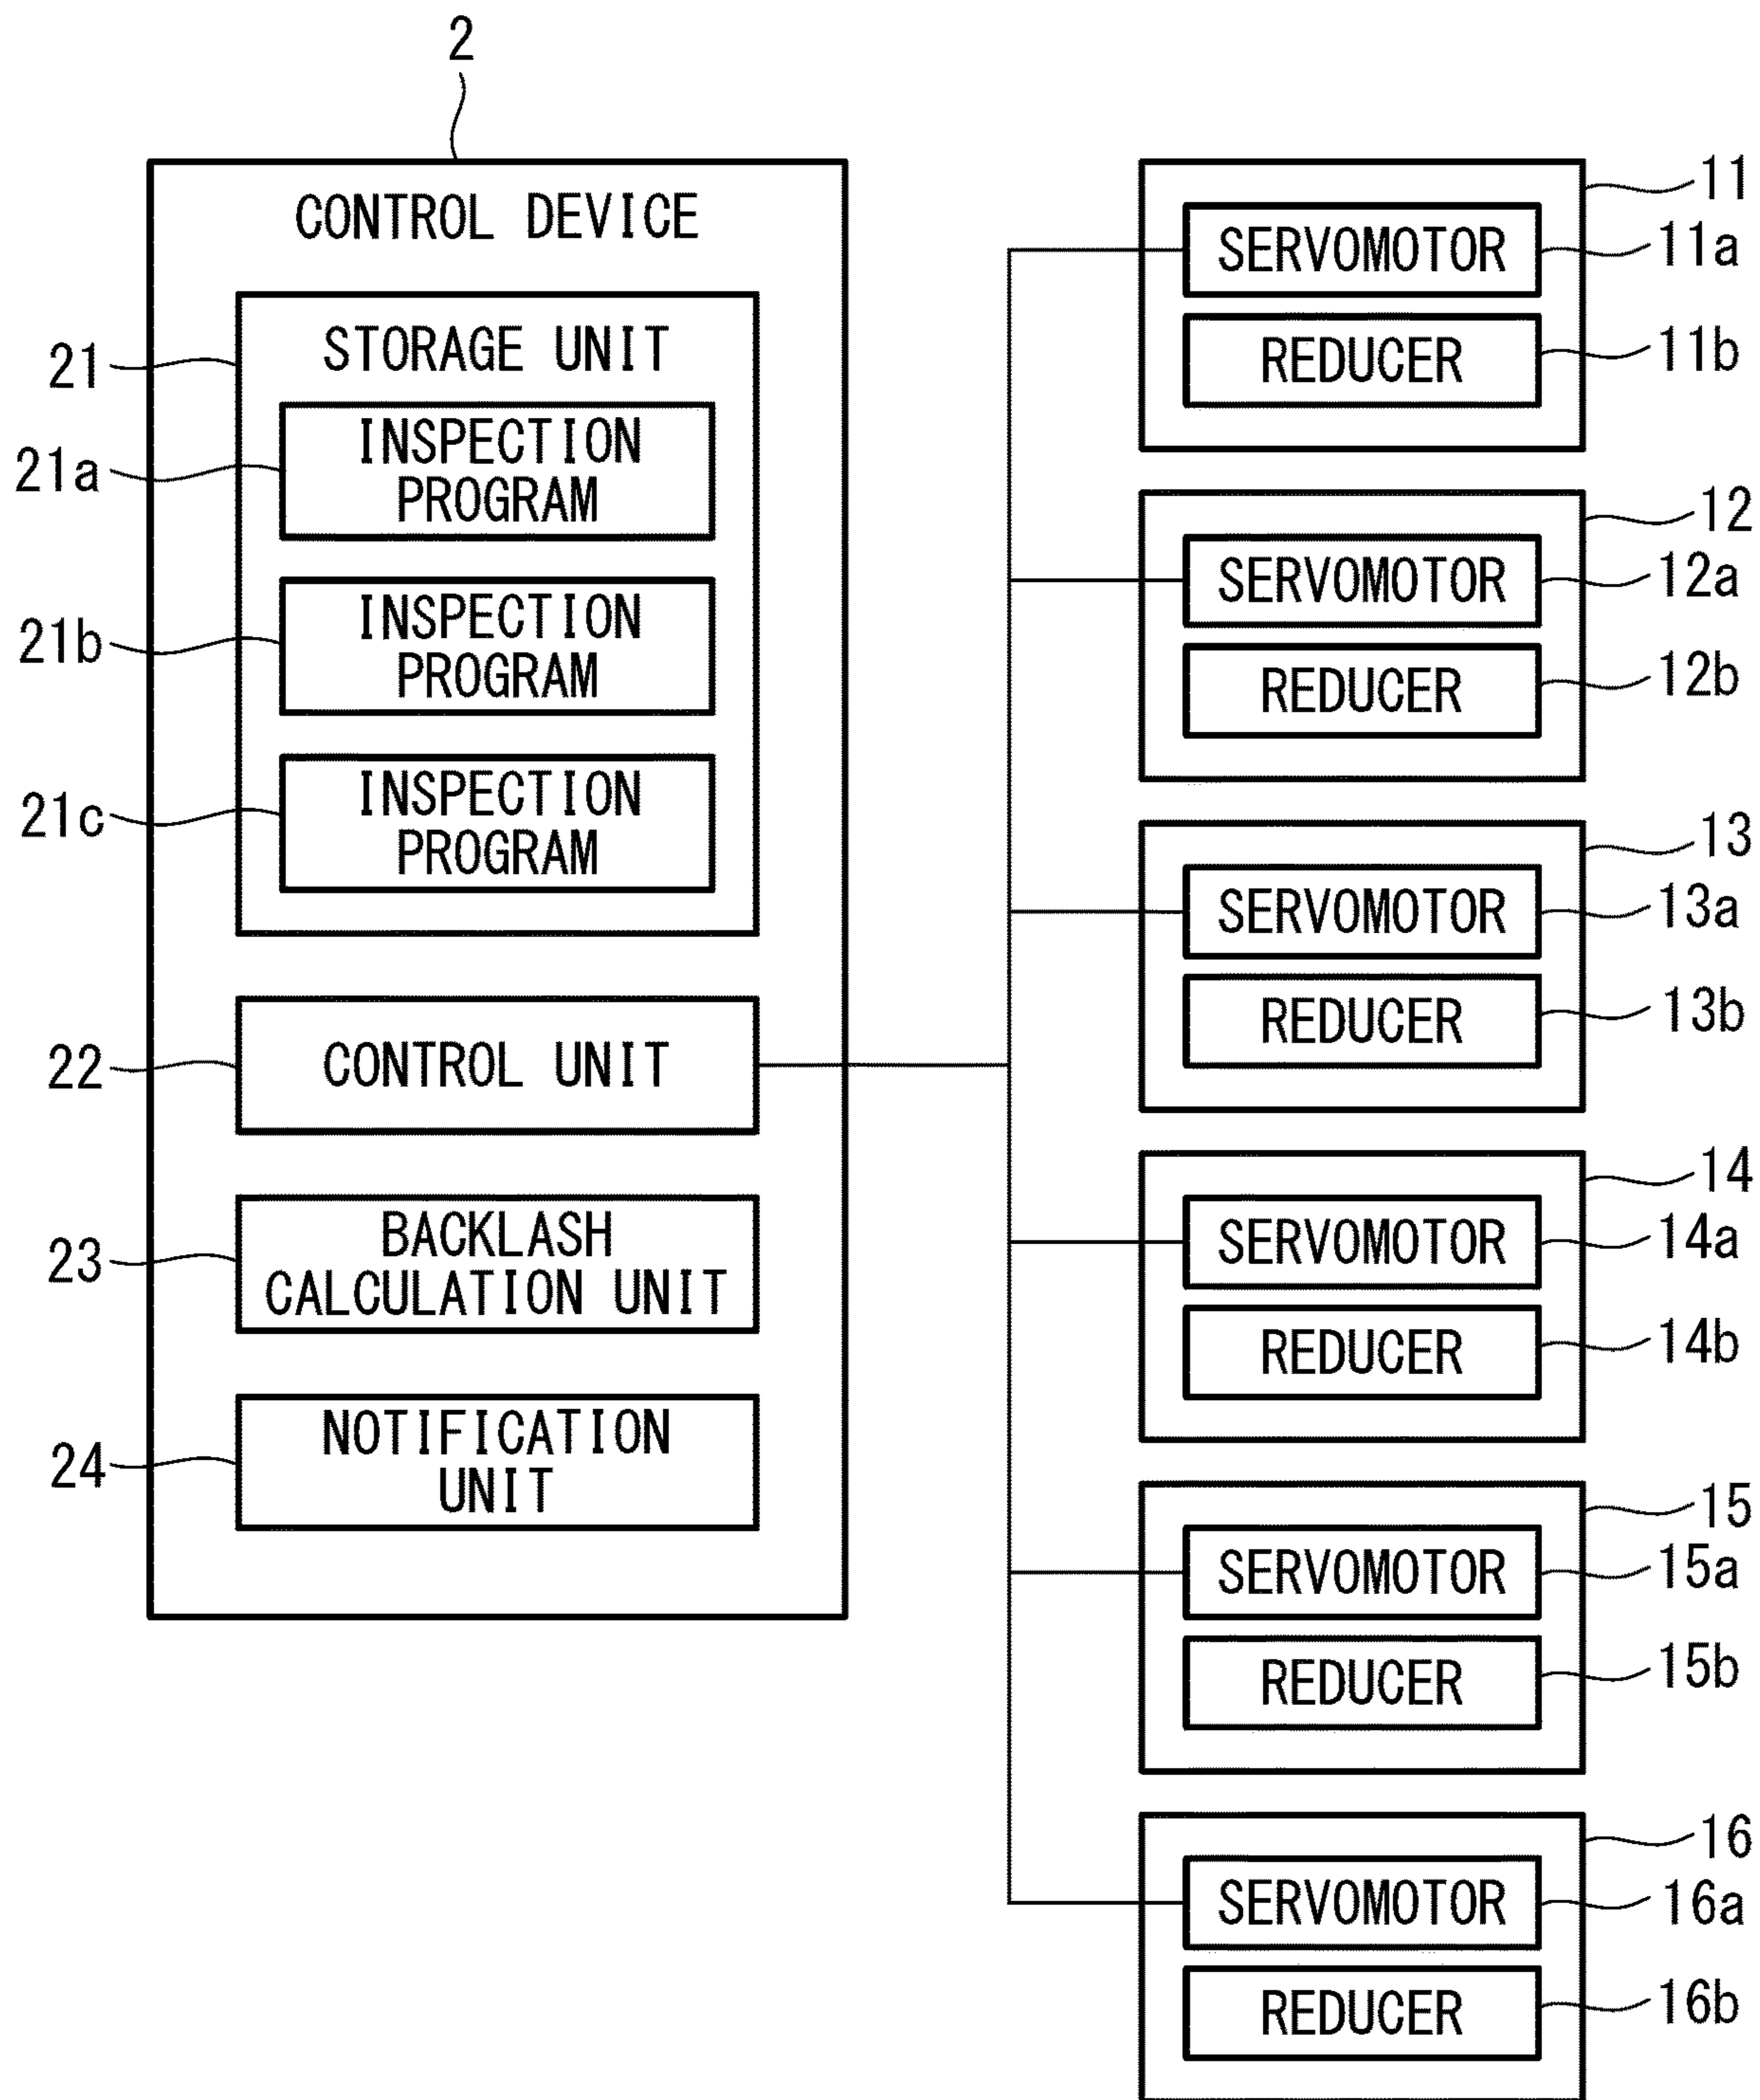 2
CONTROL DEVICE
21
STORAGE UNIT
21a
INSPECTION
PROGRAM
21b
INSPECTION
PROGRAM
21c
INSPECTION
PROGRAM
22
CONTROL UNIT
23
BACKLASH
CALCULATION UNIT
24
NOTIFICATION
UNIT
11
SERVOMOTOR
11a
REDUCER
11b
12
SERVOMOTOR
12a
REDUCER
12b
13
SERVOMOTOR
13a
REDUCER
13b
14
SERVOMOTOR
14a
REDUCER
14b
15
SERVOMOTOR
15a
REDUCER
15b
16
SERVOMOTOR
16a
REDUCER
16b